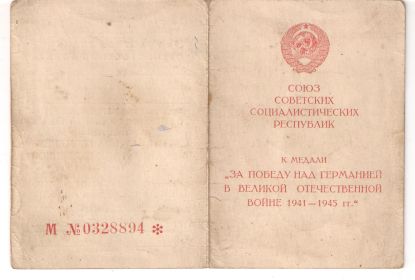 М №0328894 *
СОЮЗ
СОВЕТСКИХ
СОЦИАЛИСТИЧЕСКИХ
РЕСПУБЛИК
К МЕДАЛИ
„ЗА ПОБЕДУ НАД ГЕРМАНИЕЙ
В ВЕЛИКОЙ ОТЕЧЕСТВЕННОЙ
ВОЙНЕ 1941—1945 гг.“